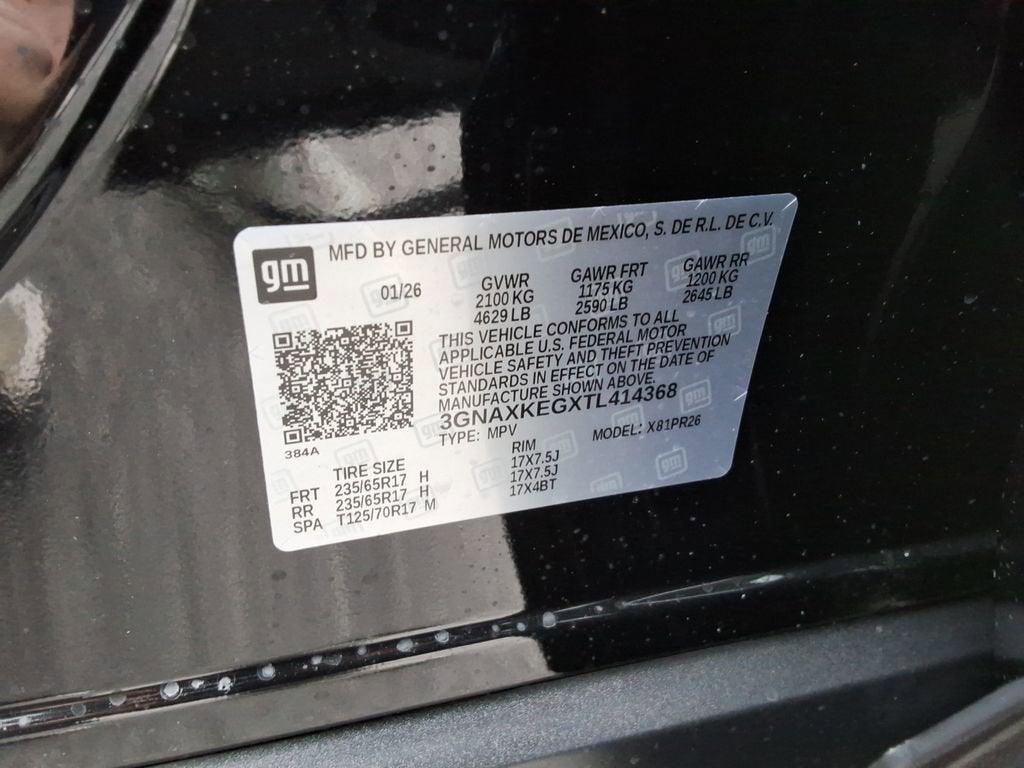 gm
MFD BY GENERAL MOTORS DE MEXICO, S. DE R.L. DE C.V.
01/26
GVWR GAWR FRT GAWR RR
2100 KG 1175 KG 1200 KG
4629 LB 2590 LB 2645 LB
THIS VEHICLE CONFORMS TO ALL
APPLICABLE U.S. FEDERAL MOTOR
VEHICLE SAFETY AND THEFT PREVENTION
STANDARDS IN EFFECT ON THE DATE OF
MANUFACTURE SHOWN ABOVE.
3GNAXKEGXTL414368
TYPE: MPV MODEL: X81PR26
384A
TIRE SIZE RIM
FRT 235/65R17 H 17X7.5J
RR 235/65R17 H 17X7.5J
SPA T125/70R17 M 17X4BT